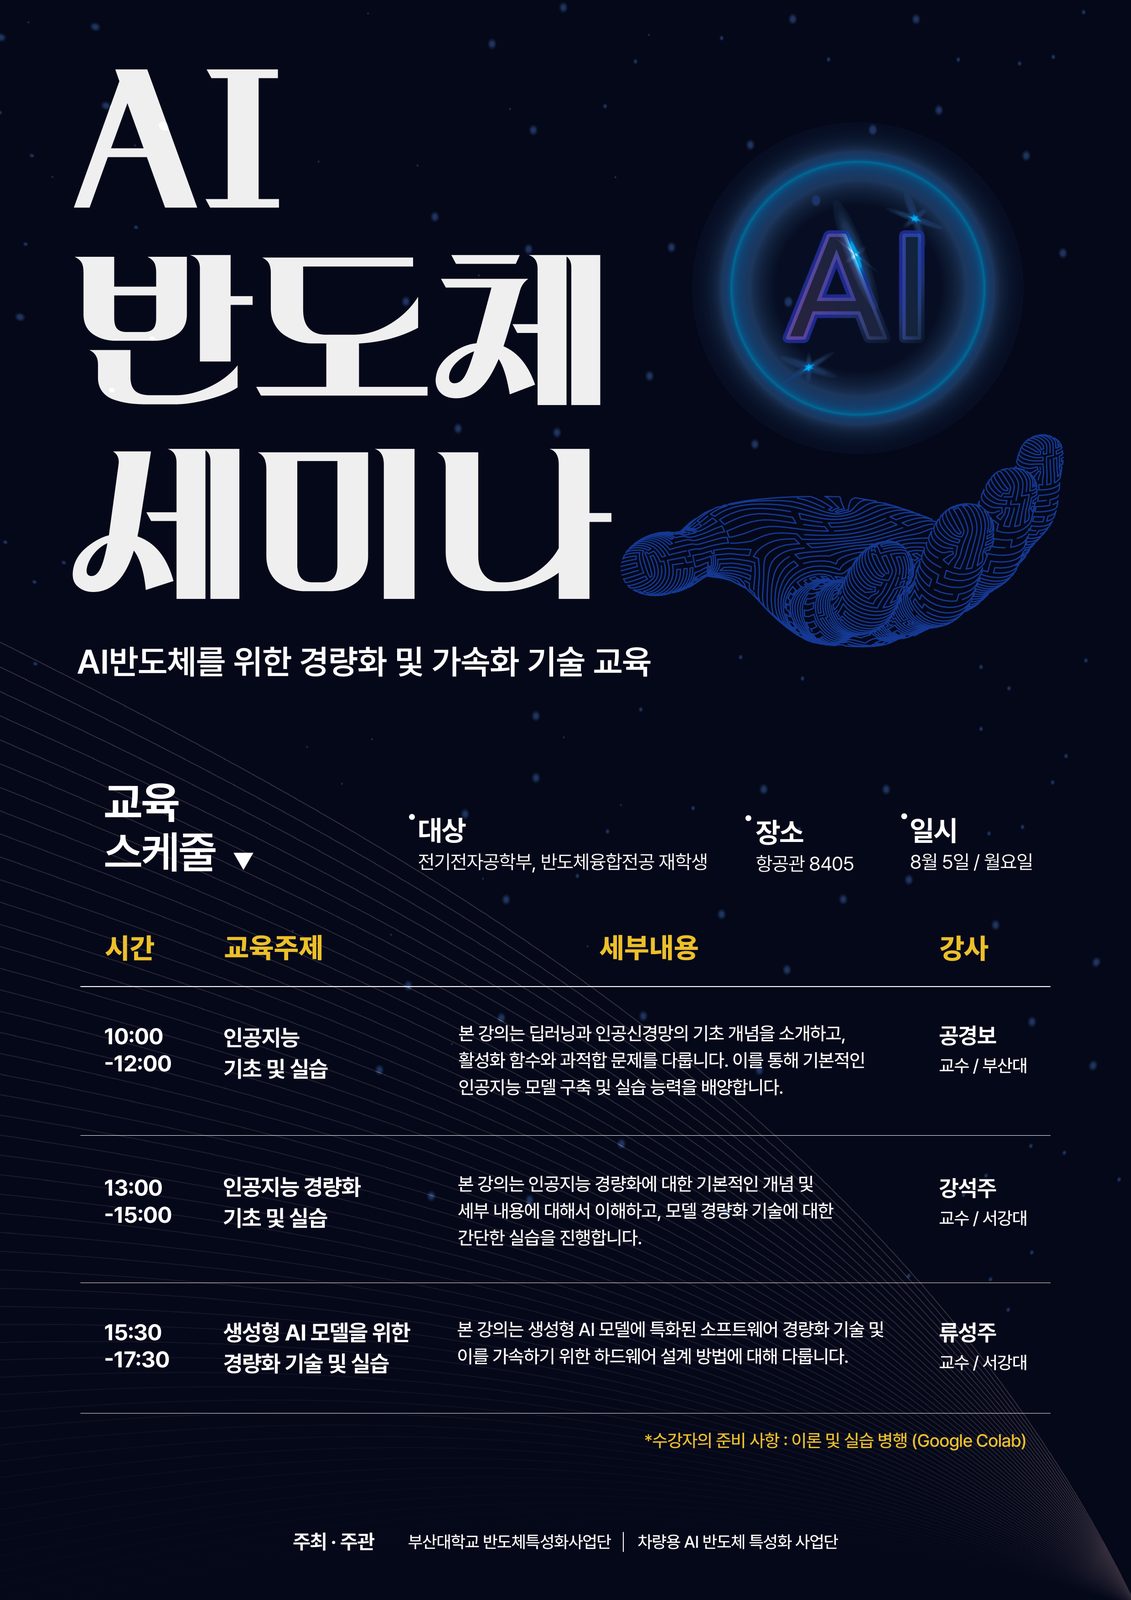 AI
반도체
세미나
AI
AI반도체를 위한 경량화 및 가속화 기술 교육
교육
스케줄 ▼
•대상
전기전자공학부, 반도체융합전공 재학생
•장소
항공관 8405
•일시
8월 5일 / 월요일
시간 교육주제 세부내용 강사
10:00
-12:00
인공지능
기초 및 실습
본 강의는 딥러닝과 인공신경망의 기초 개념을 소개하고,
활성화 함수와 과적합 문제를 다룹니다. 이를 통해 기본적인
인공지능 모델 구축 및 실습 능력을 배양합니다.
공경보
교수 / 부산대
13:00
-15:00
인공지능 경량화
기초 및 실습
본 강의는 인공지능 경량화에 대한 기본적인 개념 및
세부 내용에 대해서 이해하고, 모델 경량화 기술에 대한
간단한 실습을 진행합니다.
강석주
교수 / 서강대
15:30
-17:30
생성형 AI 모델을 위한
경량화 기술 및 실습
본 강의는 생성형 AI 모델에 특화된 소프트웨어 경량화 기술 및
이를 가속하기 위한 하드웨어 설계 방법에 대해 다룹니다.
류성주
교수 / 서강대
*수강자의 준비 사항 : 이론 및 실습 병행 (Google Colab)
주최 · 주관 부산대학교 반도체특성화사업단 | 차량용 AI 반도체 특성화 사업단